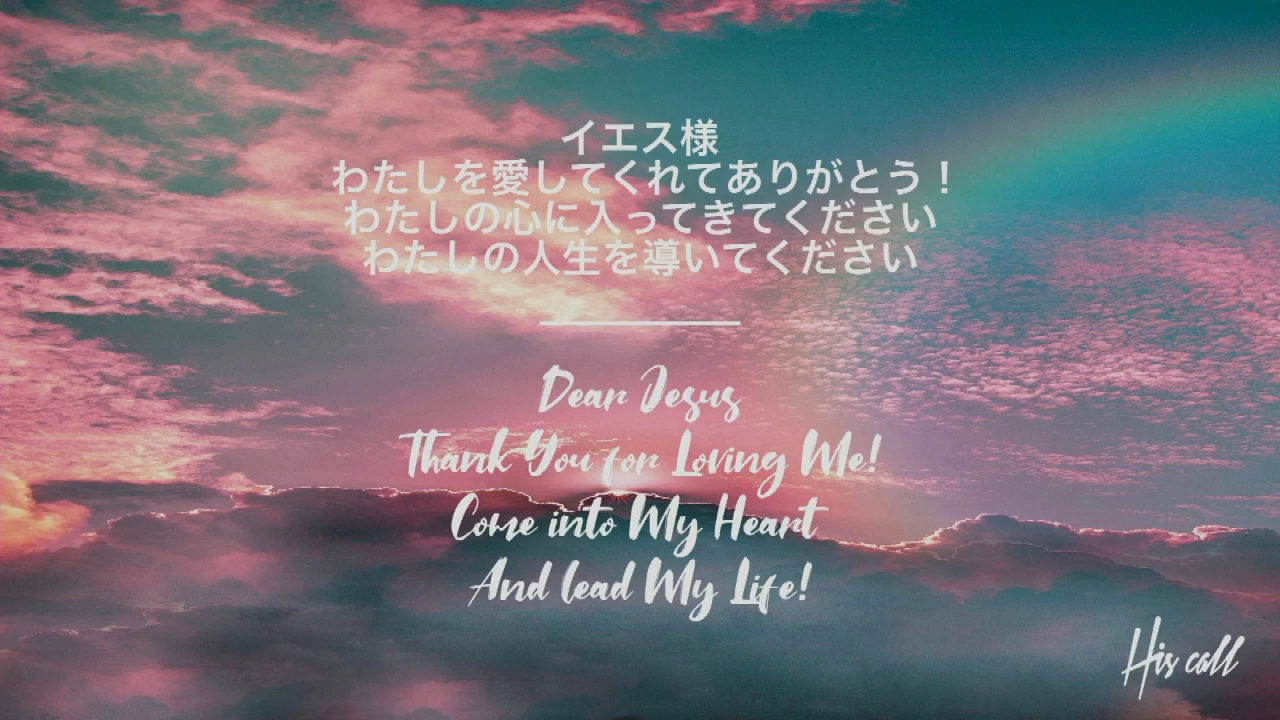 イエス様
わたしを愛してくれてありがとう！
わたしの心に入ってきてください
わたしの人生を導いてください
Dear Jesus
Thank You for Loving Me!
Come into My Heart
And lead My Life!
His call